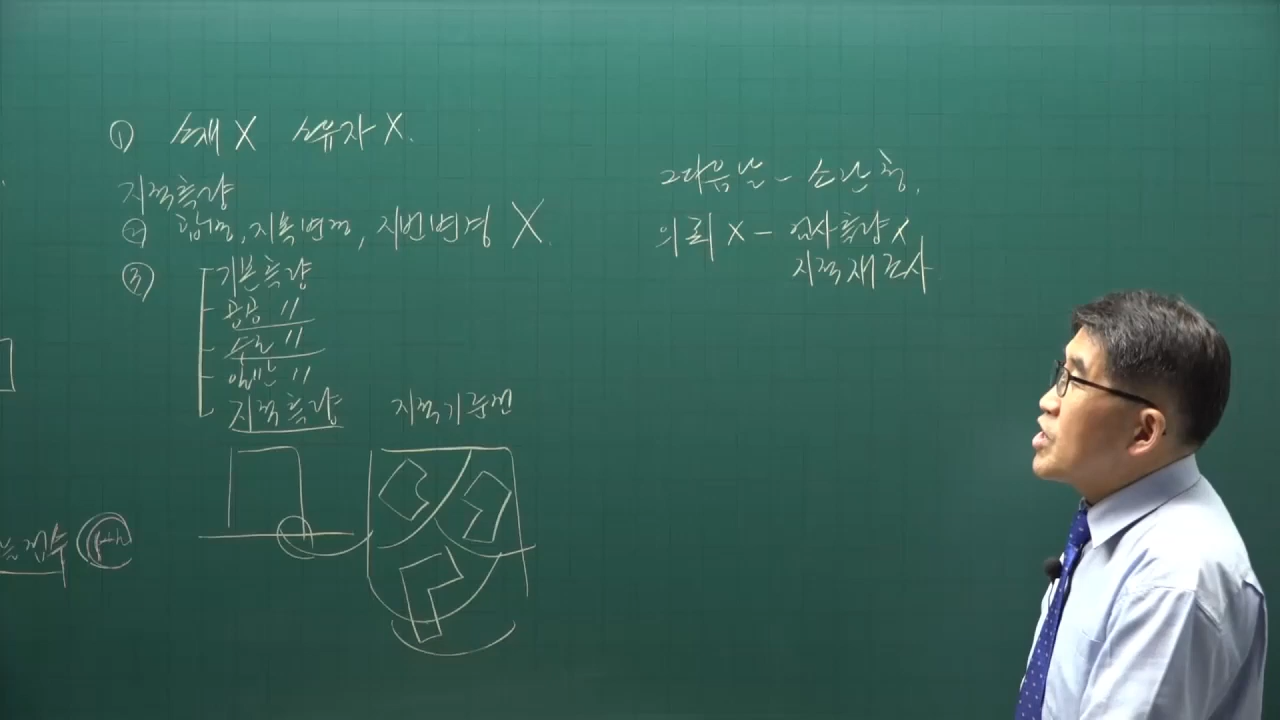 ① 소재 X 소유자 X.
지적측량
② 합병, 지목변경, 지번변경 X.
③ 기본측량
공공 〃
수로 〃
일반 〃
지적측량
지적기준점
점수
그다음날 - 소관청.
의뢰 X - 검사측량 X
지적재조사